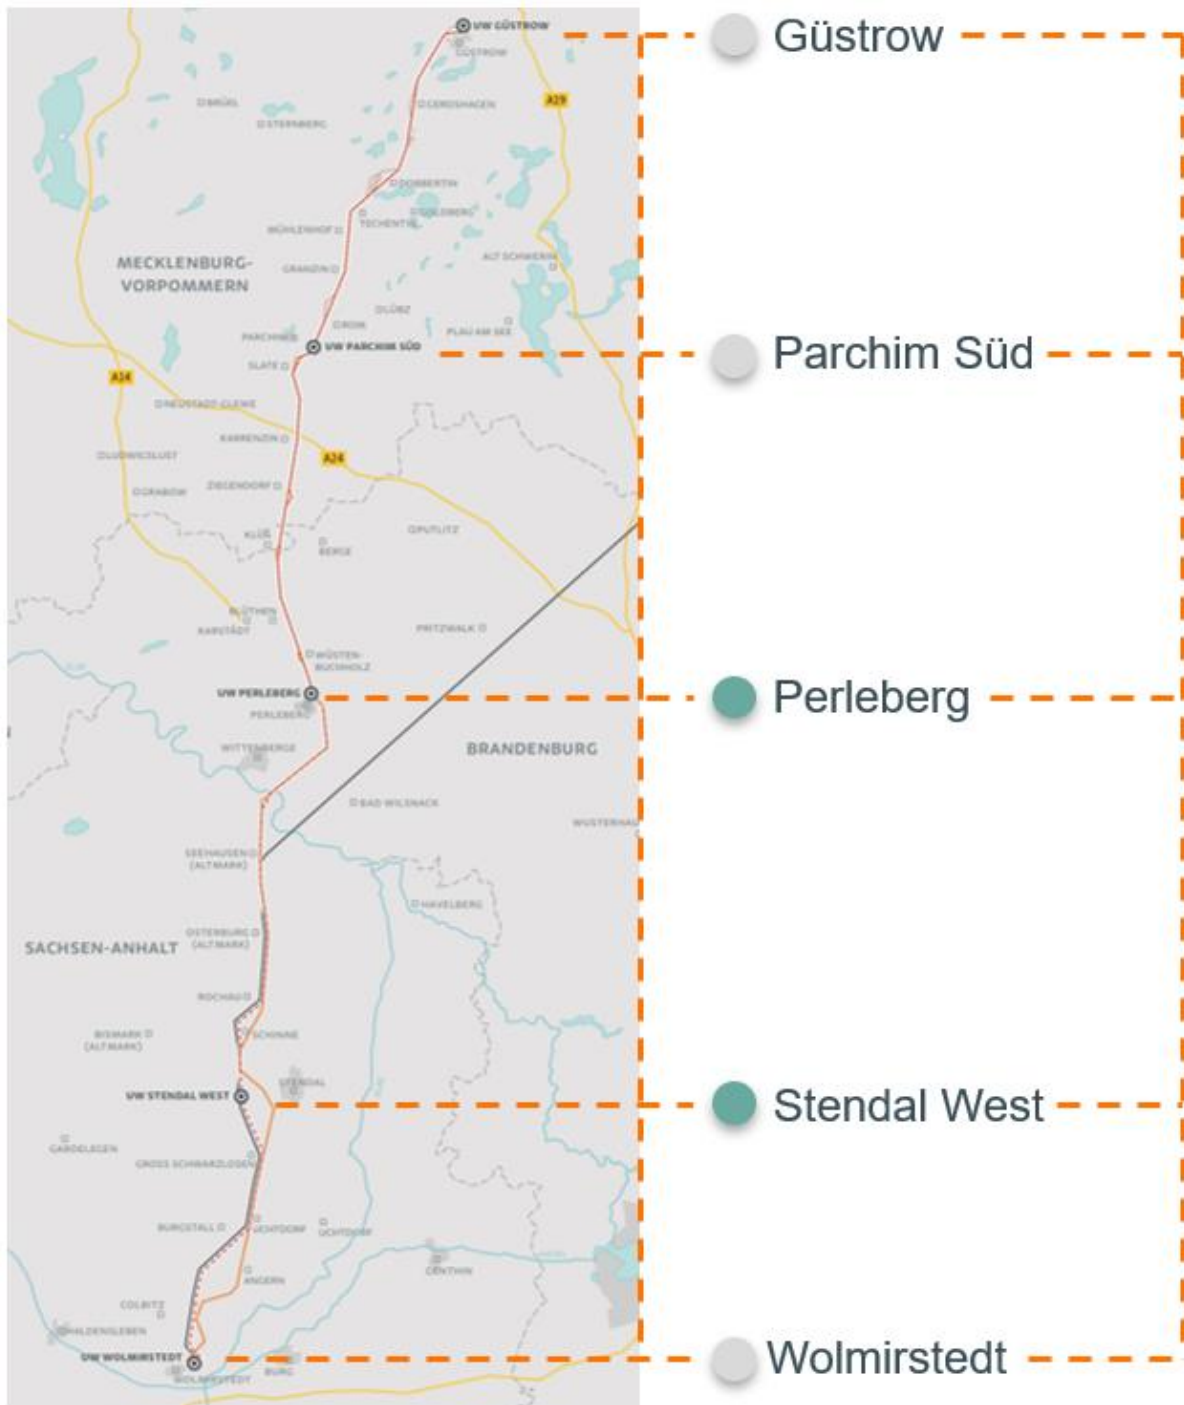 UW GÜSTROW
Güstrow
GÜSTROW
A19
BRÜEL
GERDSHAGEN
STERNBERG
DOBBERTIN
GOLDBERG
TECHENTIN
MÜHLENHOF
ALT SCHWERIN
MECKLENBURG-
VORPOMMERN
GRANZIN
LÜBZ
ROM
PLAU AM SEE
PARCHIM
UW PARCHIM SÜD
Parchim Süd
SLATE
A14
NEUSTADT-GLEWE
KARRENZIN
LUDWIGSLUST
A24
ZIEGENDORF
GRABOW
PUTLITZ
KLÜß
BERGE
BLÜTHEN
KARSTÄDT
PRITZWALK
WÜSTEN-
BUCHHOLZ
UW PERLEBERG
Perleberg
PERLEBERG
WITTENBERGE
BRANDENBURG
BAD WILSNACK
WUSTERHAU
SEEHAUSEN
(ALTMARK)
HAVELBERG
OSTERBURG
(ALTMARK)
SACHSEN-ANHALT
ROCHAU
BISMARK
(ALTMARK)
SCHINNE
STENDAL
UW STENDAL WEST
Stendal West
GARDELEGEN
GROSS SCHWARZLOSEN
BURGSTALL
UCHTDORF
UCHTDORF
GENTHIN
ANGERN
COLBITZ
HALDENSLEBEN
UW WOLMIRSTEDT
Wolmirstedt
WOLMIRSTEDT
BURG